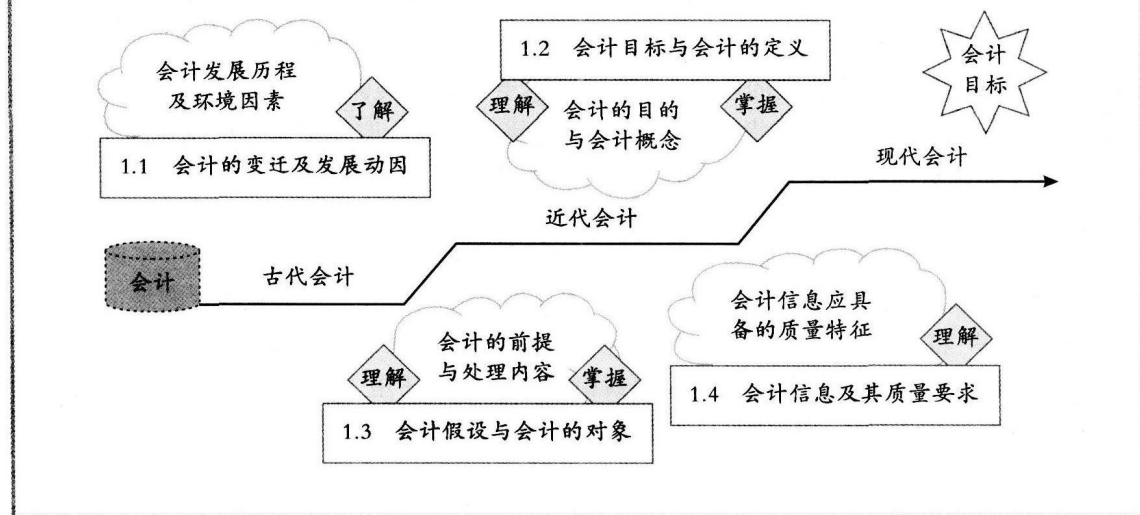 会计发展历程
及环境因素
了解
1.1 会计的变迁及发展动因
1.2 会计目标与会计的定义
理解
会计的目的
与会计概念
掌握
会计
目标
现代会计
近代会计
会计
古代会计
会计的前提
与处理内容
理解
掌握
1.3 会计假设与会计的对象
会计信息应具
备的质量特征
理解
1.4 会计信息及其质量要求